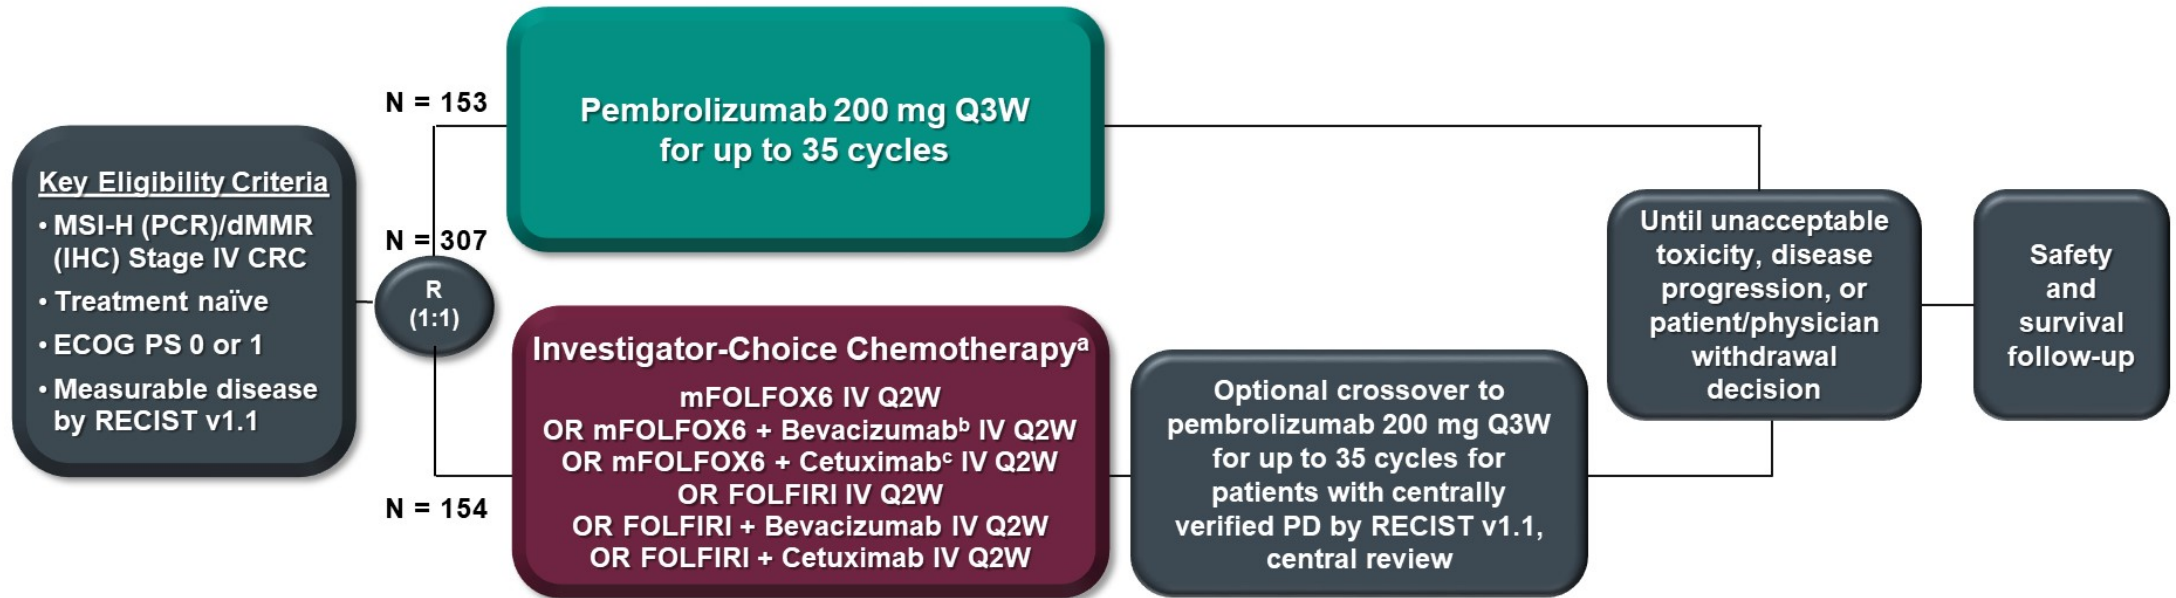 Key Eligibility Criteria
• MSI-H (PCR)/dMMR
(IHC) Stage IV CRC
• Treatment naïve
• ECOG PS 0 or 1
• Measurable disease
by RECIST v1.1
N = 307
R
(1:1)
N = 153
Pembrolizumab 200 mg Q3W
for up to 35 cycles
N = 154
Investigator-Choice Chemotherapyᵃ
mFOLFOX6 IV Q2W
OR mFOLFOX6 + Bevacizumabᵇ IV Q2W
OR mFOLFOX6 + Cetuximabᶜ IV Q2W
OR FOLFIRI IV Q2W
OR FOLFIRI + Bevacizumab IV Q2W
OR FOLFIRI + Cetuximab IV Q2W
Optional crossover to
pembrolizumab 200 mg Q3W
for up to 35 cycles for
patients with centrally
verified PD by RECIST v1.1,
central review
Until unacceptable
toxicity, disease
progression, or
patient/physician
withdrawal
decision
Safety
and
survival
follow-up